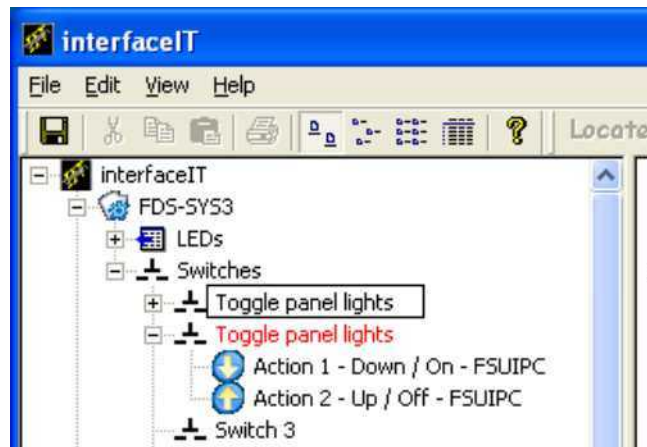 interfaceIT
File Edit View Help
Locate
interfaceIT
FDS-SYS3
LEDs
Switches
Toggle panel lights
Toggle panel lights
Action 1 - Down / On - FSUIPC
Action 2 - Up / Off - FSUIPC
Switch 3